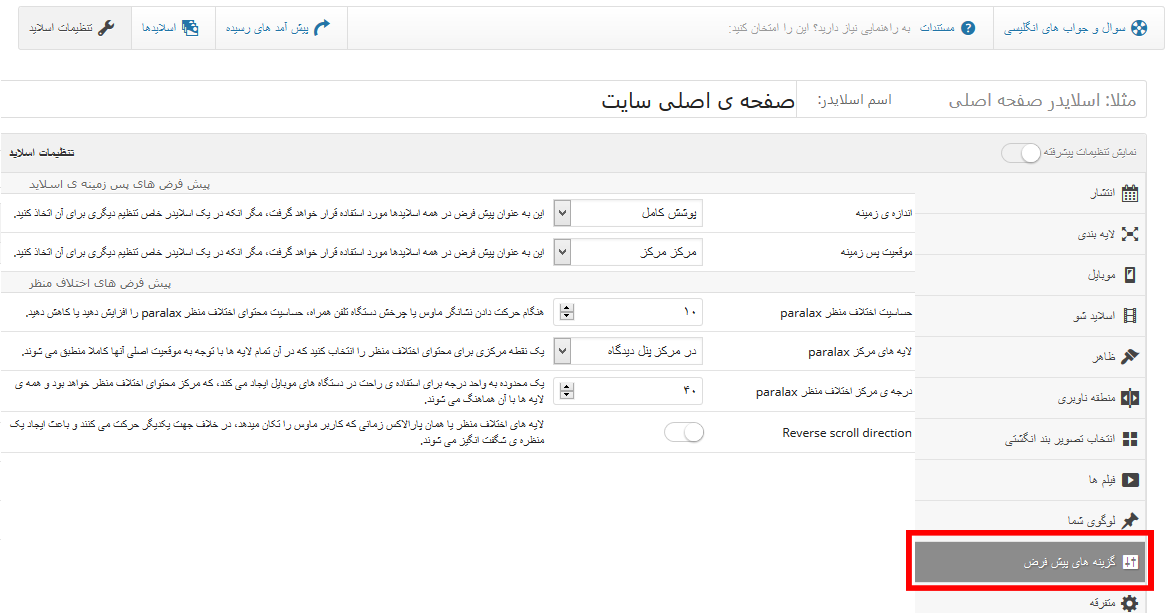 سوال و جواب های انگلیسی
مستندات به راهنمایی نیاز دارید؟ این را امتحان کنید:
پیش آمد های رسیده
اسلایدها
تنظیمات اسلاید
مثلا: اسلایدر صفحه اصلی
اسم اسلایدر:
صفحه ی اصلی سایت
نمایش تنظیمات پیشرفته
تنظیمات اسلاید
انتشار
لایه بندی
موبایل
اسلاید شو
ظاهر
منطقه ناوبری
انتخاب تصویر بند انگشتی
فیلم ها
لوگوی شما
گزینه های پیش فرض
متفرقه
پیش فرض های پس زمینه ی اسلاید
اندازه ی زمینه
پوشش کامل
این به عنوان پیش فرض در همه اسلایدها مورد استفاده قرار خواهد گرفت، مگر آنکه در یک اسلایدر خاص تنظیم دیگری برای آن اتخاذ کنید.
موقعیت پس زمینه
مرکز مرکز
این به عنوان پیش فرض در همه اسلایدها مورد استفاده قرار خواهد گرفت، مگر آنکه در یک اسلایدر خاص تنظیم دیگری برای آن اتخاذ کنید.
پیش فرض های اختلاف منظر
حساسیت اختلاف منظر paralax
۱۰
هنگام حرکت دادن نشانگر ماوس یا چرخش دستگاه تلفن همراه، حساسیت محتوای اختلاف منظر paralax را افزایش دهید یا کاهش دهید.
لایه های مرکز paralax
در مرکز پنل دیدگاه
یک نقطه مرکزی برای محتوای اختلاف منظر را انتخاب کنید که در آن تمام لایه ها با توجه به موقعیت اصلی آنها کاملا منطبق می شوند.
درجه ی مرکز اختلاف منظر paralax
۴۰
یک محدوده به واحد درجه برای استفاده ی راحت در دستگاه های موبایل ایجاد می کند، که مرکز محتوای اختلاف منظر خواهد بود و همه ی
لایه ها با آن هماهنگ می شوند.
Reverse scroll direction
لایه های اختلاف منظر یا همان پارالاکس زمانی که کاربر ماوس را تکان میدهد، در خلاف جهت یکدیگر حرکت می کنند و باعث ایجاد یک
منظره ی شگفت انگیز می شوند.